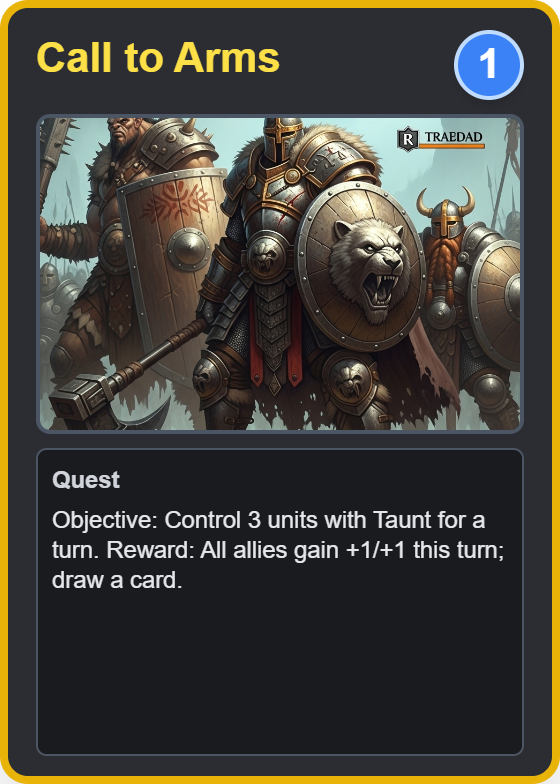 Call to Arms
1
R TRAEDAD
Quest
Objective: Control 3 units with Taunt for a
turn. Reward: All allies gain +1/+1 this turn;
draw a card.